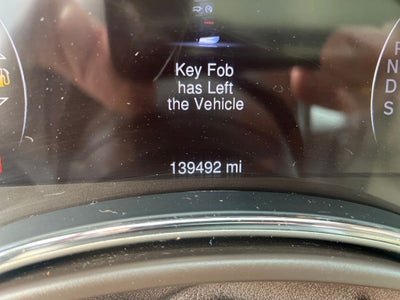 Key Fob
has Left
the Vehicle
139492 mi
P
N
D
S